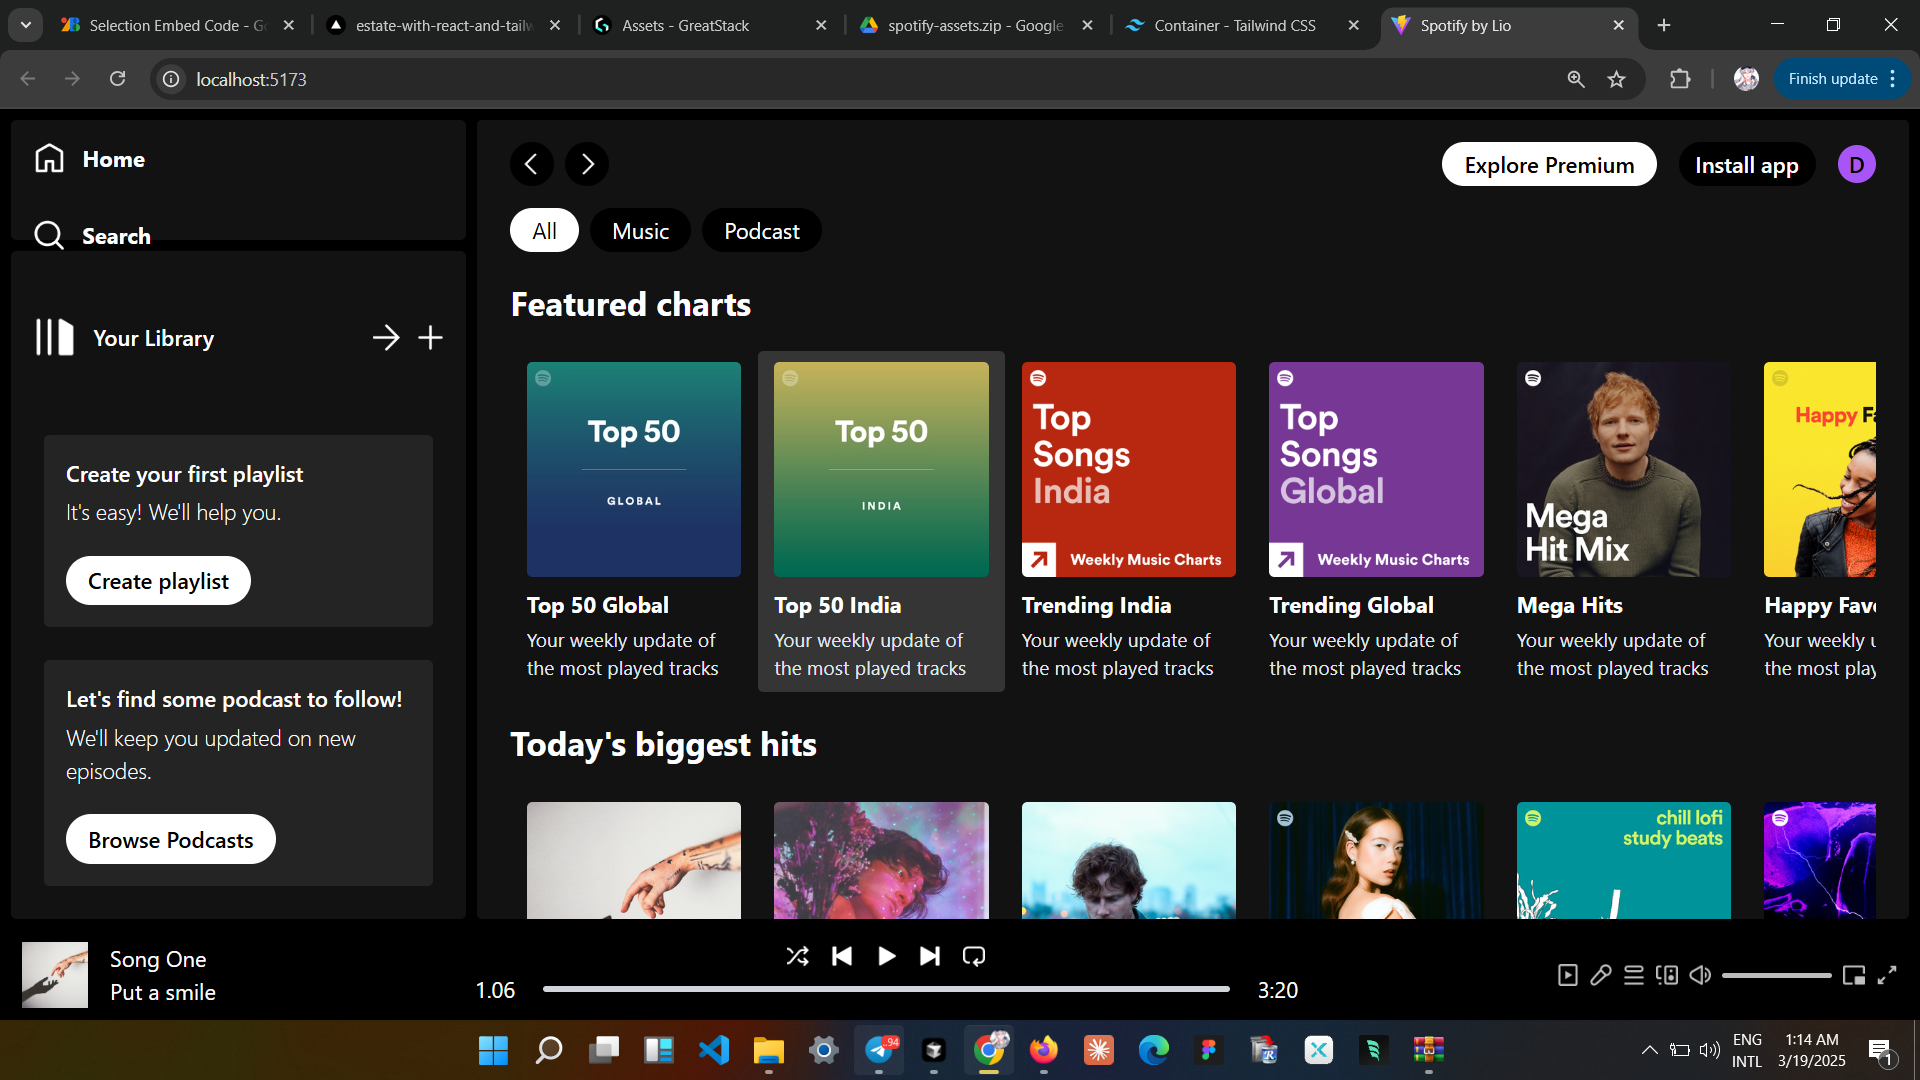 Selection Embed Code - Go
estate-with-react-and-tailw
Assets - GreatStack
spotify-assets.zip - Google
Container - Tailwind CSS
Spotify by Lio
localhost:5173
Finish update
Home
Search
Your Library
Create your first playlist
It's easy! We'll help you.
Create playlist
Let's find some podcast to follow!
We'll keep you updated on new
episodes.
Browse Podcasts
Explore Premium
Install app
D
All
Music
Podcast
Featured charts
Top 50
GLOBAL
Top 50
INDIA
Top
Songs
India
Weekly Music Charts
Top
Songs
Global
Weekly Music Charts
Mega
Hit Mix
Happy Fa
Top 50 Global
Your weekly update of
the most played tracks
Top 50 India
Your weekly update of
the most played tracks
Trending India
Your weekly update of
the most played tracks
Trending Global
Your weekly update of
the most played tracks
Mega Hits
Your weekly update of
the most played tracks
Happy Favo
Your weekly u
the most play
Today's biggest hits
chill lofi
study beats
Song One
Put a smile
1.06
3:20
..94
ENG
INTL
1:14 AM
3/19/2025
1